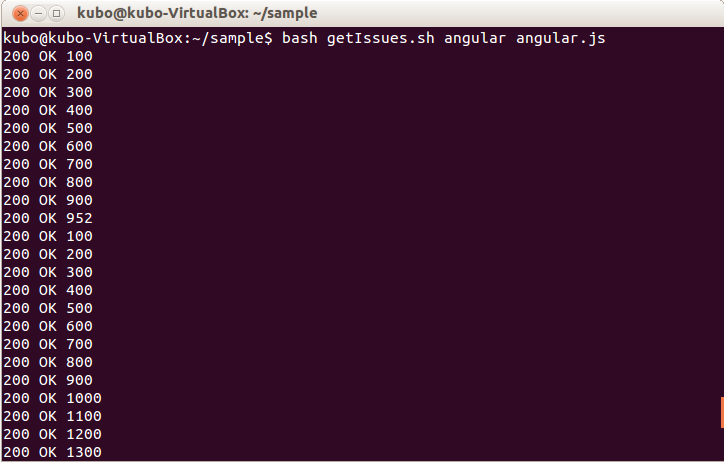 kubo@kubo-VirtualBox: ~/sample
kubo@kubo-VirtualBox:~/sample$ bash getIssues.sh angular angular.js
200 OK 100
200 OK 200
200 OK 300
200 OK 400
200 OK 500
200 OK 600
200 OK 700
200 OK 800
200 OK 900
200 OK 952
200 OK 100
200 OK 200
200 OK 300
200 OK 400
200 OK 500
200 OK 600
200 OK 700
200 OK 800
200 OK 900
200 OK 1000
200 OK 1100
200 OK 1200
200 OK 1300